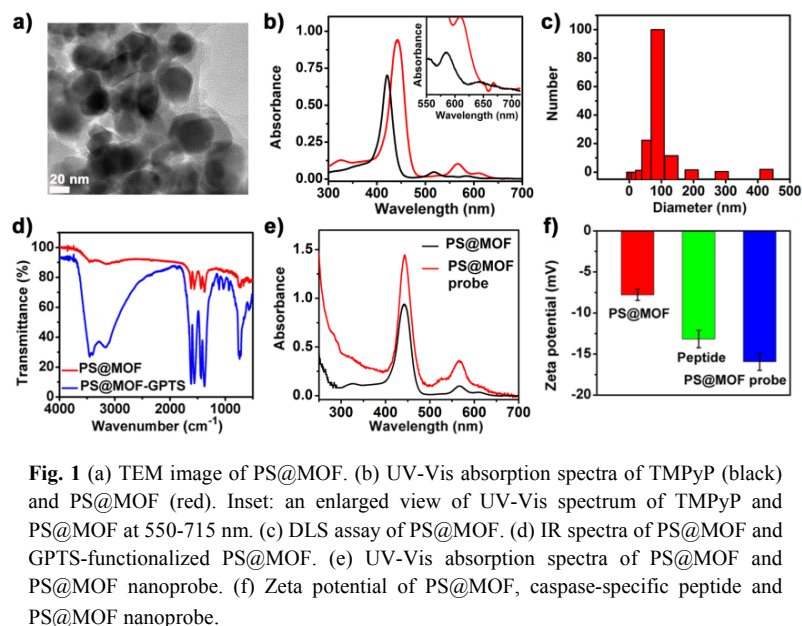 a)
20 nm
b)
1.00
0.75
0.50
0.25
0.00
Absorbance
300 400 500 600 700
Wavelength (nm)
Absorbance
550 600 650 700
Wavelength (nm)
c)
100
80
60
40
20
0
Number
0 100 200 300 400 500
Diameter (nm)
d)
100
80
60
40
20
0
Transmittance (%)
PS@MOF
PS@MOF-GPTS
4000 3000 2000 1000
Wavenumber (cm-1)
e)
1.5
1.0
0.5
0.0
Absorbance
PS@MOF
PS@MOF
probe
300 400 500 600 700
Wavelength (nm)
f)
0
-5
-10
-15
-20
Zeta potential (mV)
PS@MOF
Peptide
PS@MOF probe
Fig. 1 (a) TEM image of PS@MOF. (b) UV-Vis absorption spectra of TMPyP (black)
and PS@MOF (red). Inset: an enlarged view of UV-Vis spectrum of TMPyP and
PS@MOF at 550-715 nm. (c) DLS assay of PS@MOF. (d) IR spectra of PS@MOF and
GPTS-functionalized PS@MOF. (e) UV-Vis absorption spectra of PS@MOF and
PS@MOF nanoprobe. (f) Zeta potential of PS@MOF, caspase-specific peptide and
PS@MOF nanoprobe.